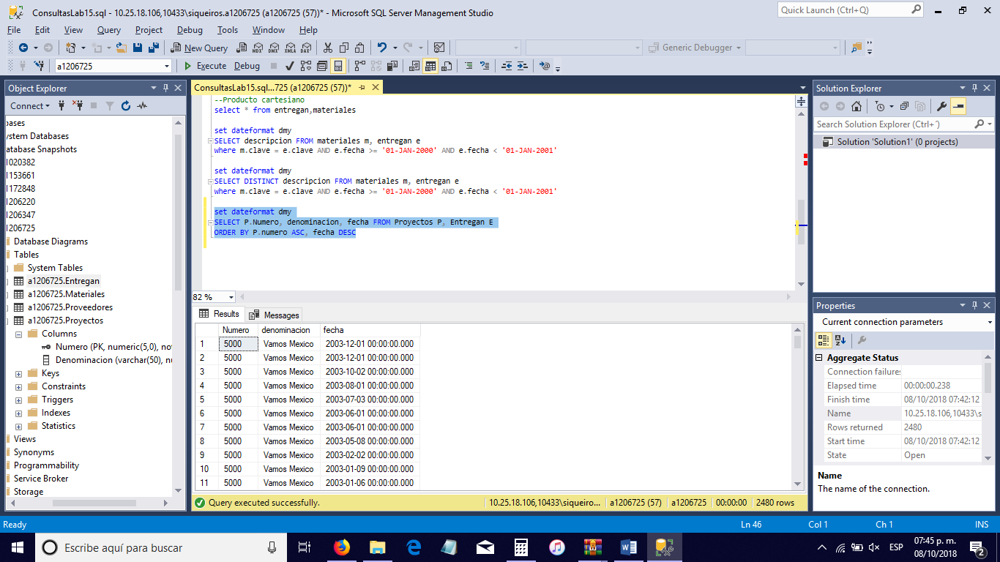 ConsultasLab15.sql - 10.25.18.106,10433\siqueiros.a1206725 (a1206725 (57))* - Microsoft SQL Server Management Studio
Quick Launch (Ctrl+Q)
File Edit View Query Project Debug Tools Window Help
New Query MDX DMX XMLA DAX Generic Debugger
a1206725 Execute Debug
Object Explorer
Connect
bases
ystem Databases
atabase Snapshots
1020382
1153661
1172848
1206220
1206347
1206725
Database Diagrams
Tables
System Tables
a1206725.Entregan
a1206725.Materiales
a1206725.Proveedores
a1206725.Proyectos
Columns
Numero (PK, numeric(5,0), no
Denominacion (varchar(50), n
Keys
Constraints
Triggers
Indexes
Statistics
Views
Synonyms
Programmability
Service Broker
Storage
ConsultasLab15.sql...725 (a1206725 (57))*
--Producto cartesiano
select * from entregan,materiales
set dateformat dmy
SELECT descripcion FROM materiales m, entregan e
where m.clave = e.clave AND e.fecha >= '01-JAN-2000' AND e.fecha < '01-JAN-2001'
set dateformat dmy
SELECT DISTINCT descripcion FROM materiales m, entregan e
where m.clave = e.clave AND e.fecha >= '01-JAN-2000' AND e.fecha < '01-JAN-2001'
set dateformat dmy
SELECT P.Numero, denominacion, fecha FROM Proyectos P, Entregan E
ORDER BY P.numero ASC, fecha DESC
82 %
Results Messages
Numero denominacion fecha
1 5000 Vamos Mexico 2003-12-01 00:00:00.000
2 5000 Vamos Mexico 2003-12-01 00:00:00.000
3 5000 Vamos Mexico 2003-10-02 00:00:00.000
4 5000 Vamos Mexico 2003-08-01 00:00:00.000
5 5000 Vamos Mexico 2003-07-03 00:00:00.000
6 5000 Vamos Mexico 2003-06-01 00:00:00.000
7 5000 Vamos Mexico 2003-06-01 00:00:00.000
8 5000 Vamos Mexico 2003-05-08 00:00:00.000
9 5000 Vamos Mexico 2003-02-02 00:00:00.000
10 5000 Vamos Mexico 2003-01-09 00:00:00.000
11 5000 Vamos Mexico 2003-01-06 00:00:00.000
Query executed successfully. 10.25.18.106,10433\siqueiro... a1206725 (57) a1206725 00:00:00 2480 rows
Solution Explorer
Search Solution Explorer (Ctrl+´)
Solution 'Solution1' (0 projects)
Properties
Current connection parameters
Aggregate Status
Connection failures
Elapsed time 00:00:00.238
Finish time 08/10/2018 07:42:12
Name 10.25.18.106,10433\s
Rows returned 2480
Start time 08/10/2018 07:42:12
State Open
Name
The name of the connection.
Ready Ln 46 Col 1 Ch 1 INS
Escribe aquí para buscar
ESP
07:45 p. m.
08/10/2018
2